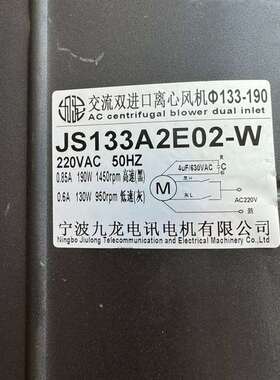 交流双进口离心风机Φ133-190
AC centrifugal blower dual inlet
JS133A2E02-W
220VAC 50HZ
0.85A 190W 1450rpm 高速(黑)
0.6A 130W 950rpm 低速(灰)
4uF/630VAC
C
M
黑 H
灰 L
AC220V
宁波九龙电讯电机有限公司
Ningbo Jiulong Telecommunication and Electrical Machinery Co.,Ltd